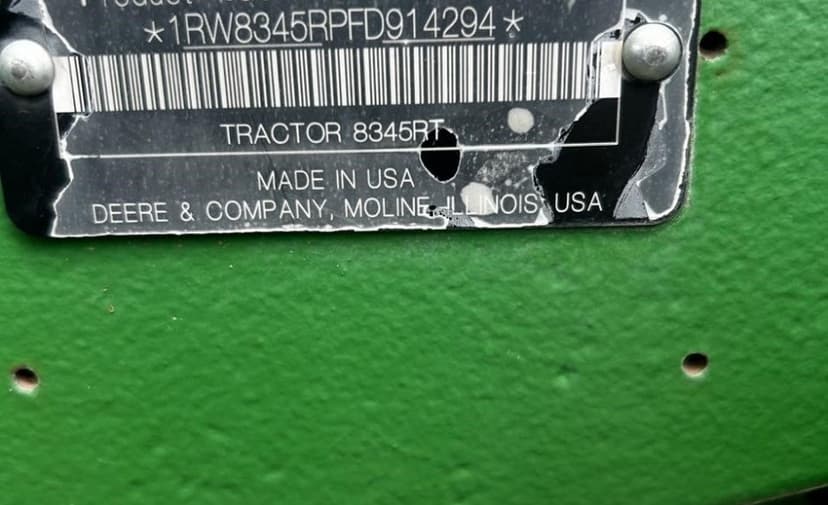 *1RW8345RPFD914294*
TRACTOR 8345RT
MADE IN USA
DEERE & COMPANY, MOLINE, ILLINOIS, USA